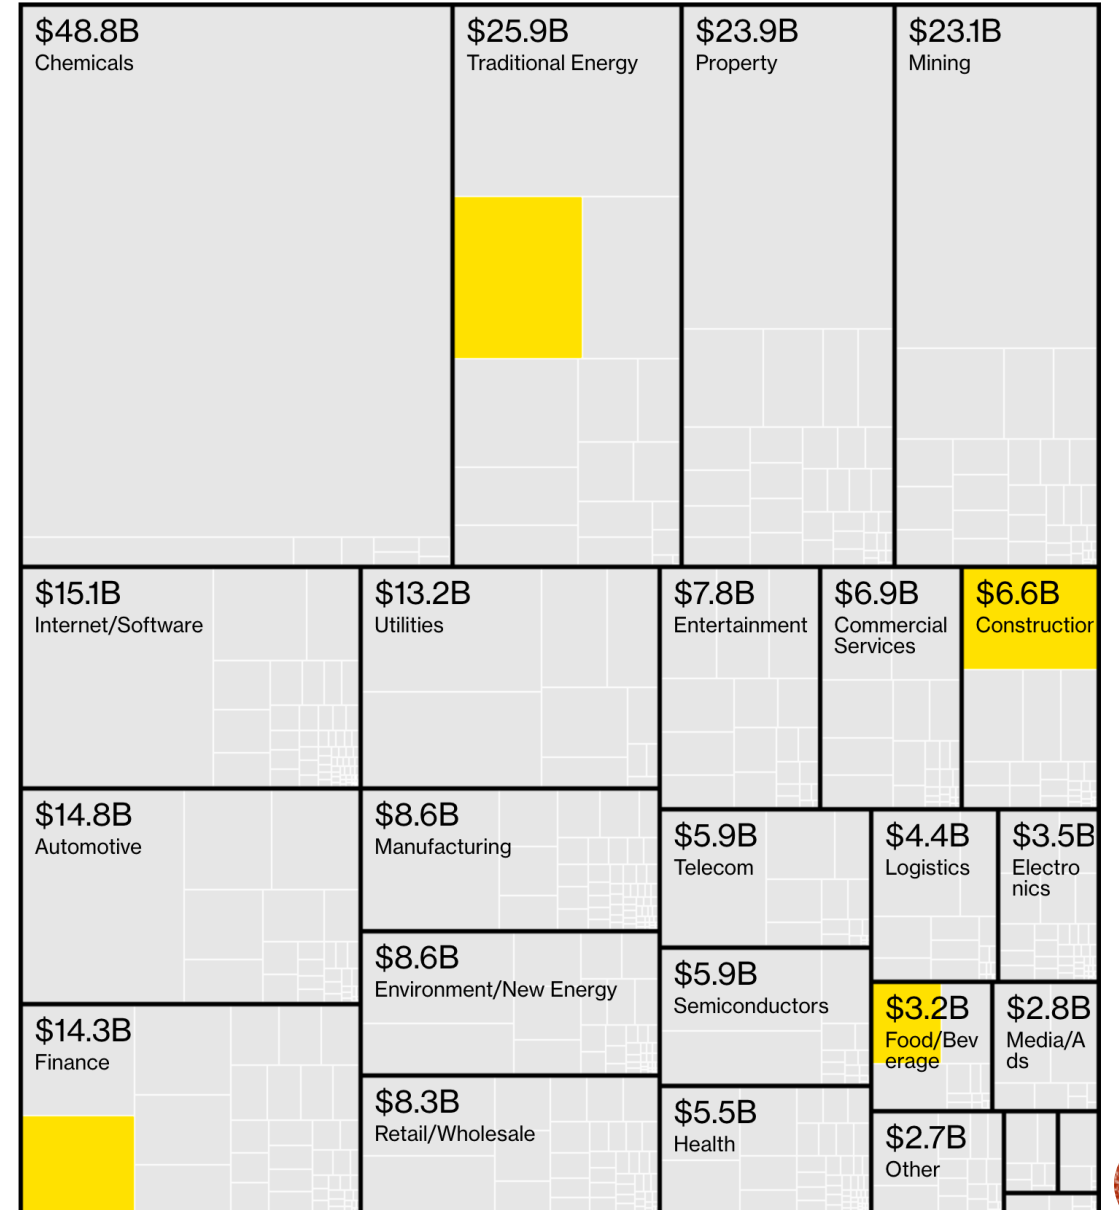 $48.8B
Chemicals
$25.9B
Traditional Energy
$23.9B
Property
$23.1B
Mining
$15.1B
Internet/Software
$13.2B
Utilities
$7.8B
Entertainment
$6.9B
Commercial
Services
$6.6B
Construction
$14.8B
Automotive
$8.6B
Manufacturing
$5.9B
Telecom
$4.4B
Logistics
$3.5B
Electro
nics
$8.6B
Environment/New Energy
$5.9B
Semiconductors
$3.2B
Food/Bev
erage
$2.8B
Media/A
ds
$14.3B
Finance
$8.3B
Retail/Wholesale
$5.5B
Health
$2.7B
Other